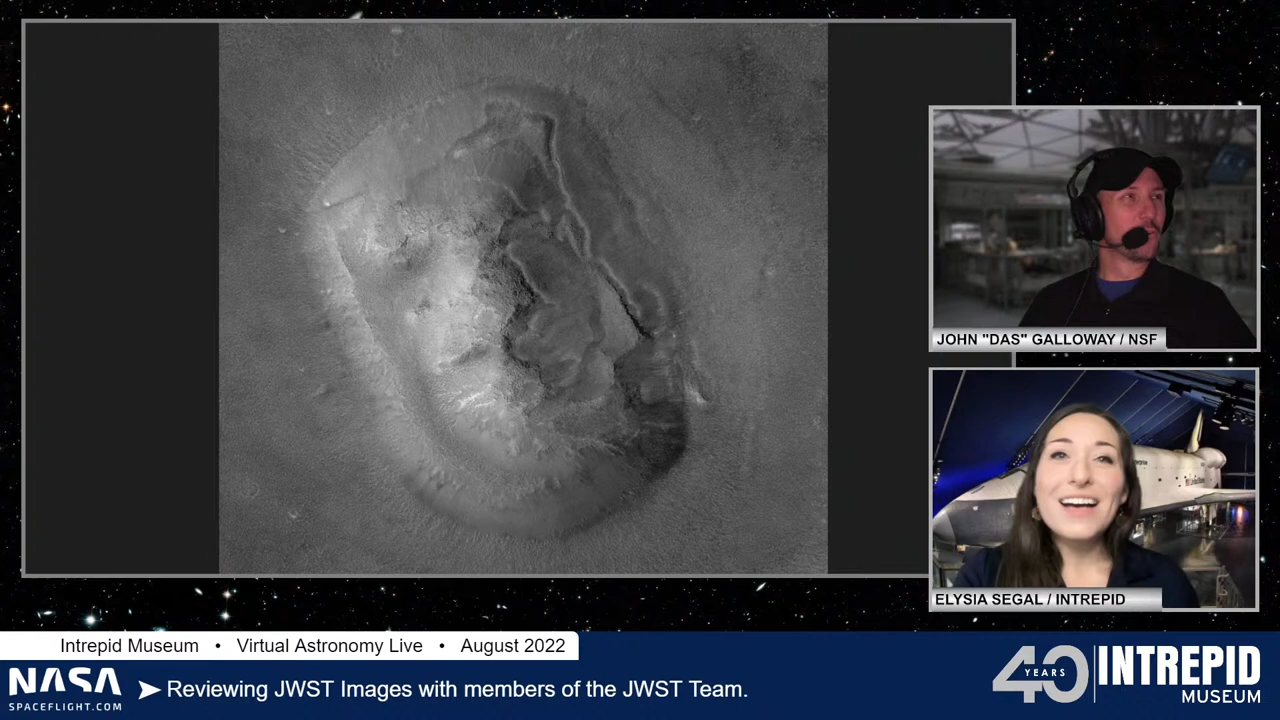 JOHN "DAS" GALLOWAY / NSF
ELYSIA SEGAL / INTREPID
Intrepid Museum • Virtual Astronomy Live • August 2022
NASA
SPACEFLIGHT.COM
Reviewing JWST Images with members of the JWST Team.
40
YEARS
INTREPID
MUSEUM